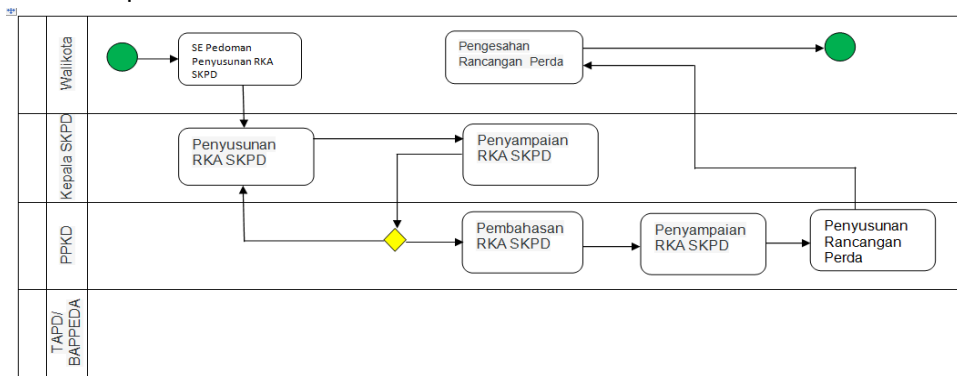 Walikota
SE Pedoman
Penyusunan RKA
SKPD
Pengesahan
Rancangan Perda
Kepala SKPD
Penyusunan
RKA SKPD
Penyampaian
RKA SKPD
PPKD
Pembahasan
RKA SKPD
Penyampaian
RKA SKPD
Penyusunan
Rancangan
Perda
TAPD/
BAPPEDA